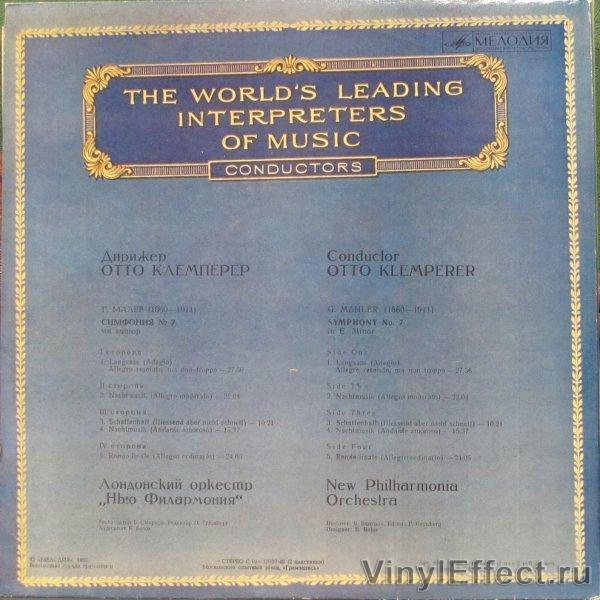 МЕЛОДИЯ
THE WORLD'S LEADING
INTERPRETERS
OF MUSIC
CONDUCTORS
Дирижер
ОТТО КЛЕМПЕРЕР
Г. МАЛЕР (1860—1911)
СИМФОНИЯ № 7
ми минор
I сторона
1. Langsam (Adagio).
Allegro resoluto, ma non troppo — 27.36
II сторона
2. Nachtmusik (Allegro moderato) — 22.04
III сторона
3. Schattenhaft (fliessend aber nicht schnell) — 10.21
4. Nachtmusik (Andante amoroso) — 15.37
IV сторона
5. Rondo-finale (Allegro ordinario) — 24.05
Лондонский оркестр
„Нью Филармония“
Conductor
OTTO KLEMPERER
G. MAHLER (1860—1911)
SYMPHONY No. 7
in E Minor
Side One
1. Langsam (Adagio).
Allegro resoluto, ma non troppo — 27.36
Side Two
2. Nachtmusik (Allegro moderato) — 22.04
Side Three
3. Schattenhaft (fliessend aber nicht schnell) — 10.21
4. Nachtmusik (Andante amoroso) — 15.37
Side Four
5. Rondo-finale (Allegro ordinario) — 24.05
New Philharmonia
Orchestra
Editor: P. Grünberg
Designer: B. Belov
VinylEffect.ru